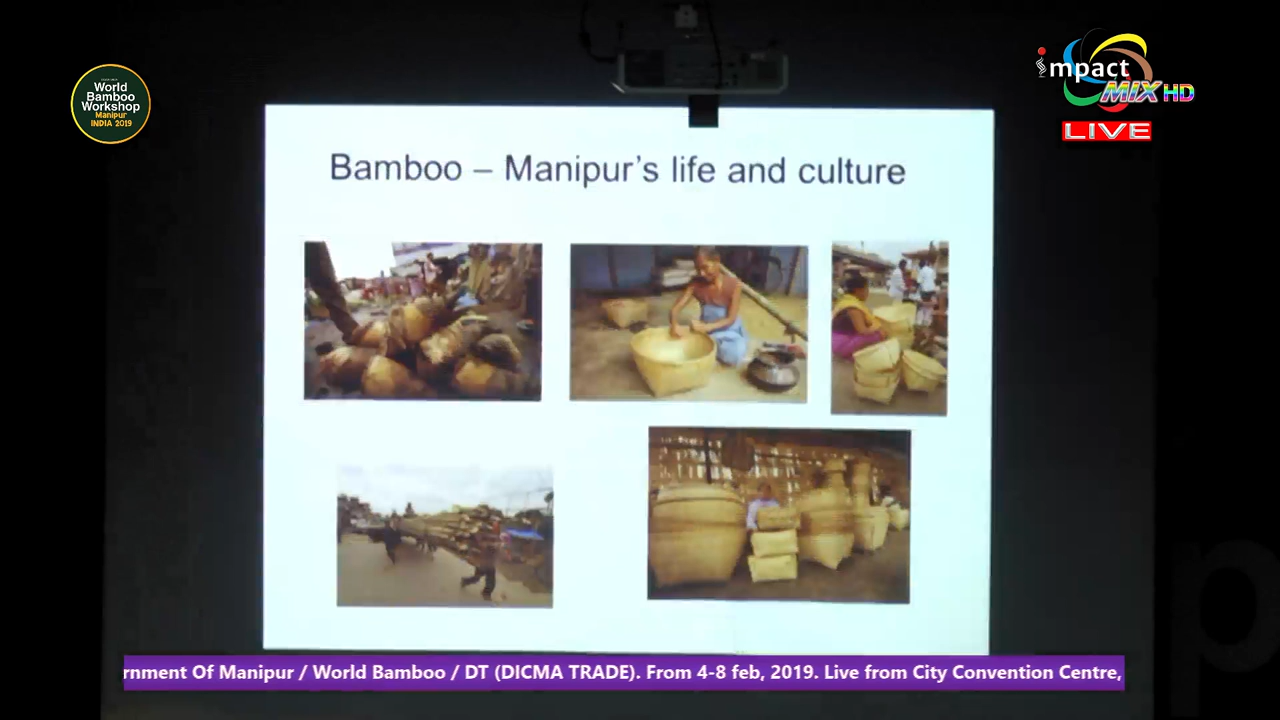 World
Bamboo
Workshop
Manipur
INDIA 2019
impact
MIX HD
LIVE
Bamboo – Manipur's life and culture
rnment Of Manipur / World Bamboo / DT (DICMA TRADE). From 4-8 feb, 2019. Live from City Convention Centre,